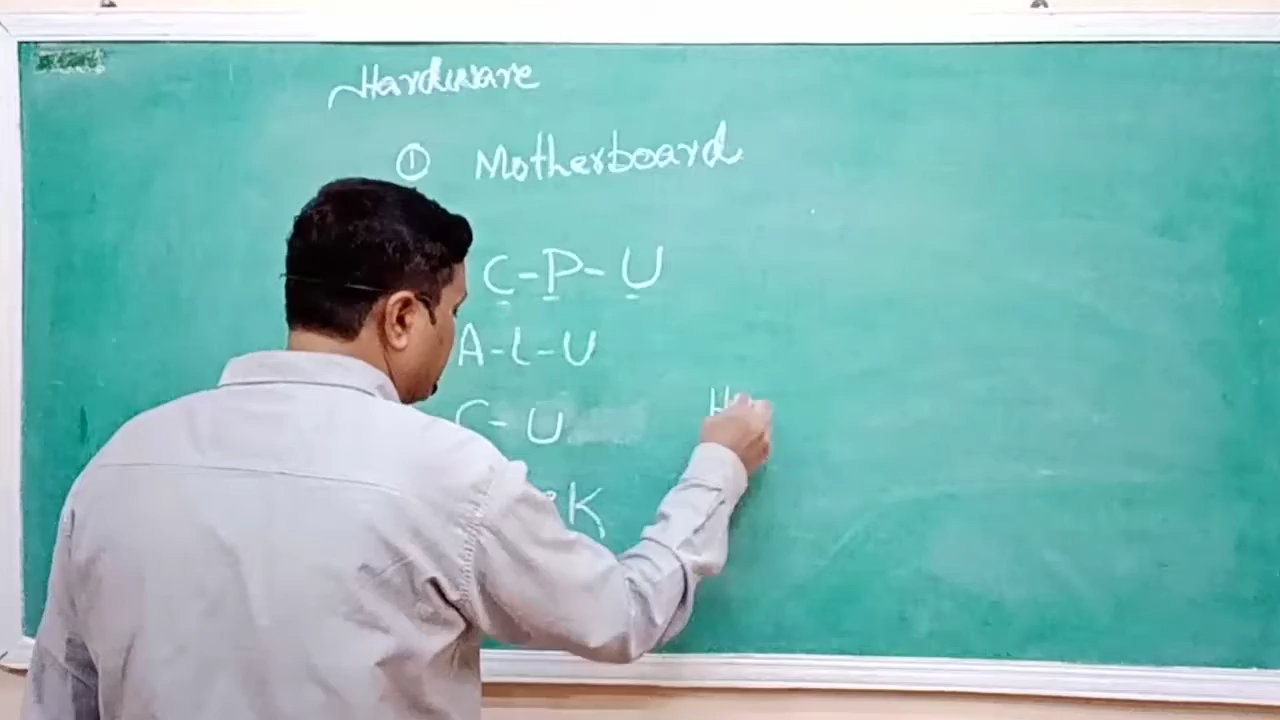 Hardware
① Motherboard
C-P-U
A-L-U
C-U
K
H